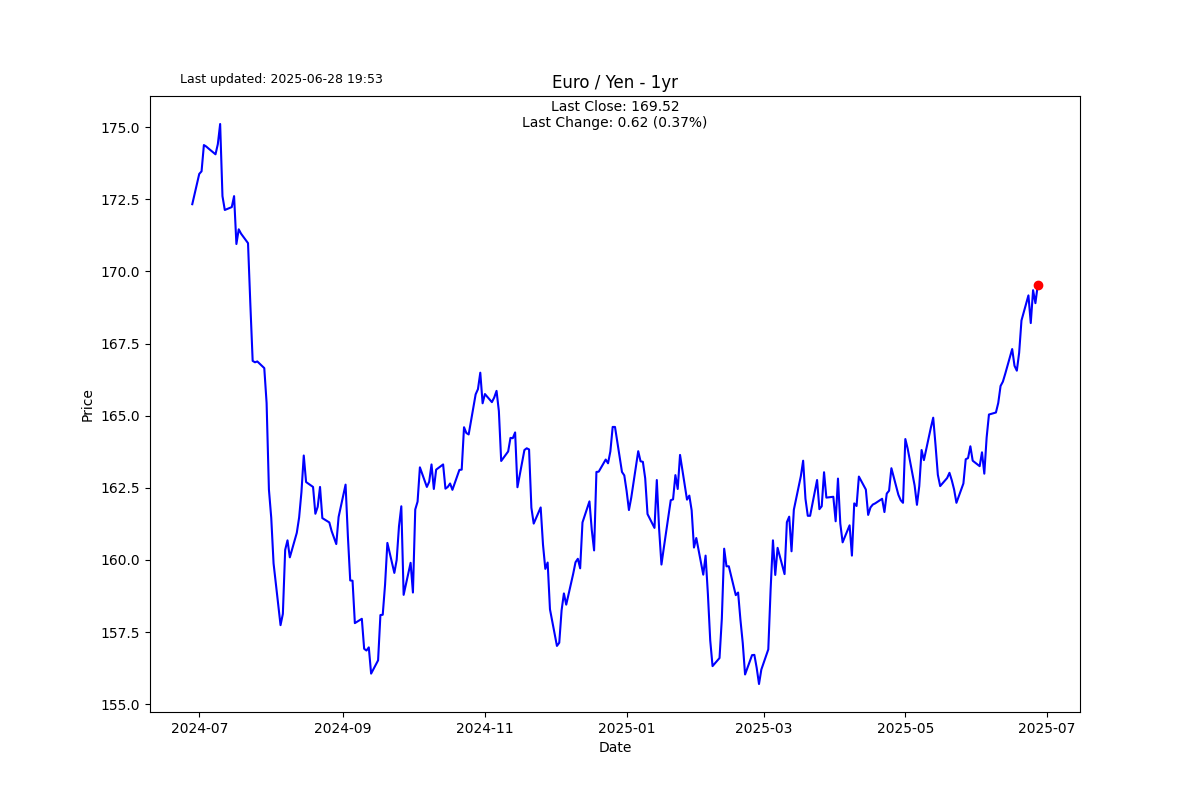 Last updated: 2025-06-28 19:53
Euro / Yen - 1yr
Last Close: 169.52
Last Change: 0.62 (0.37%)
175.0
172.5
170.0
167.5
165.0
162.5
160.0
157.5
155.0
Price
2024-07
2024-09
2024-11
2025-01
2025-03
2025-05
2025-07
Date